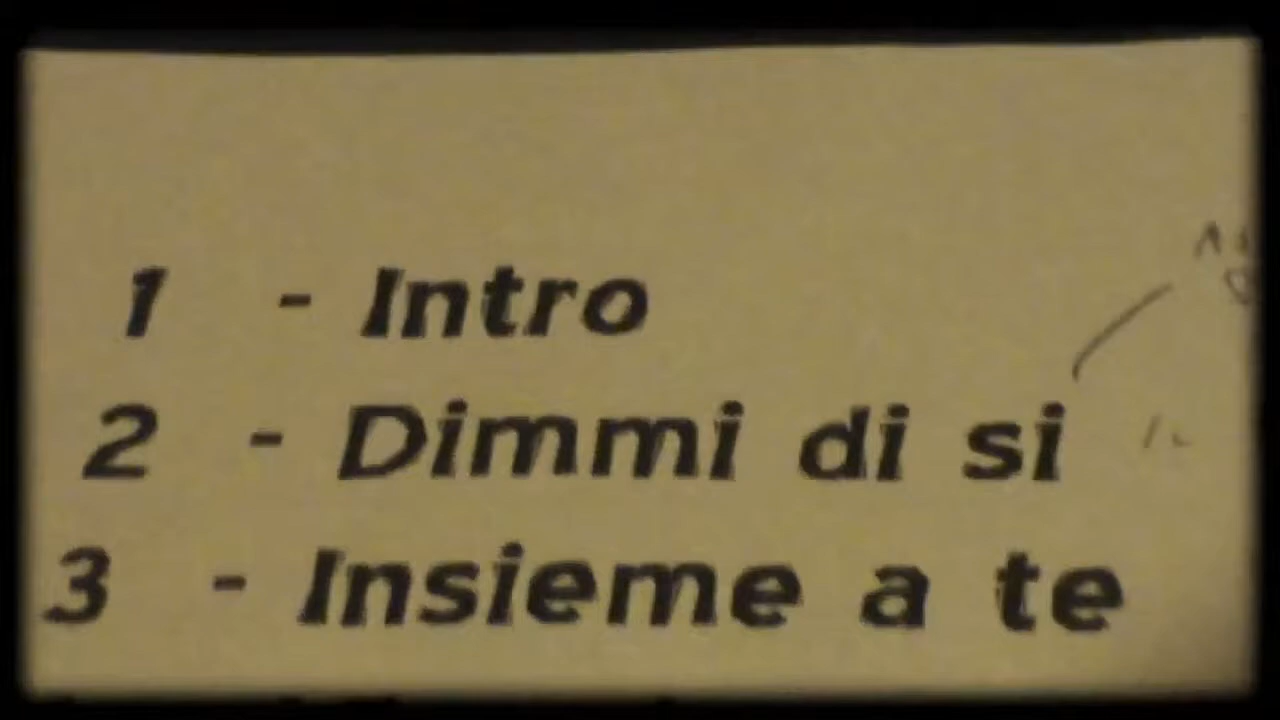 1 - Intro
2 - Dimmi di si
3 - Insieme a te